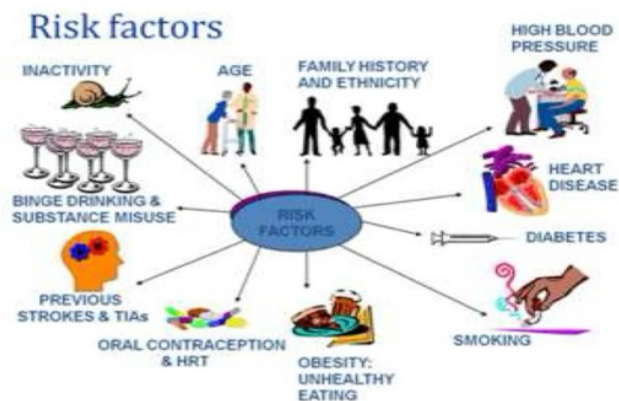 Risk factors
INACTIVITY
AGE
FAMILY HISTORY
AND ETHNICITY
HIGH BLOOD
PRESSURE
BINGE DRINKING &
SUBSTANCE MISUSE
HEART
DISEASE
RISK
FACTORS
DIABETES
PREVIOUS
STROKES & TIAs
ORAL CONTRACEPTION
& HRT
OBESITY:
UNHEALTHY
EATING
SMOKING